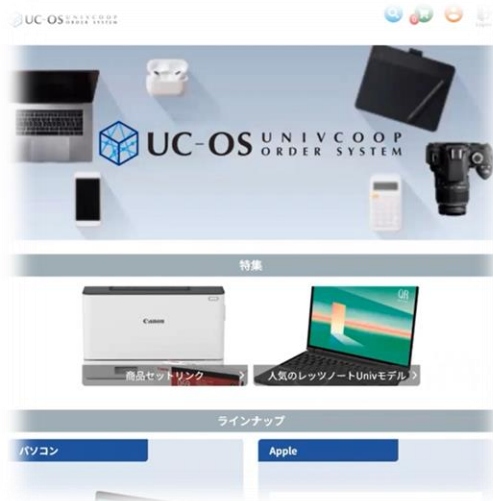 UC-OS UNIVCOOP
ORDER SYSTEM
UC-OS UNIVCOOP
ORDER SYSTEM
特集
Canon
商品セットリンク
人気のレッツノートUnivモデル
ラインナップ
パソコン
Apple